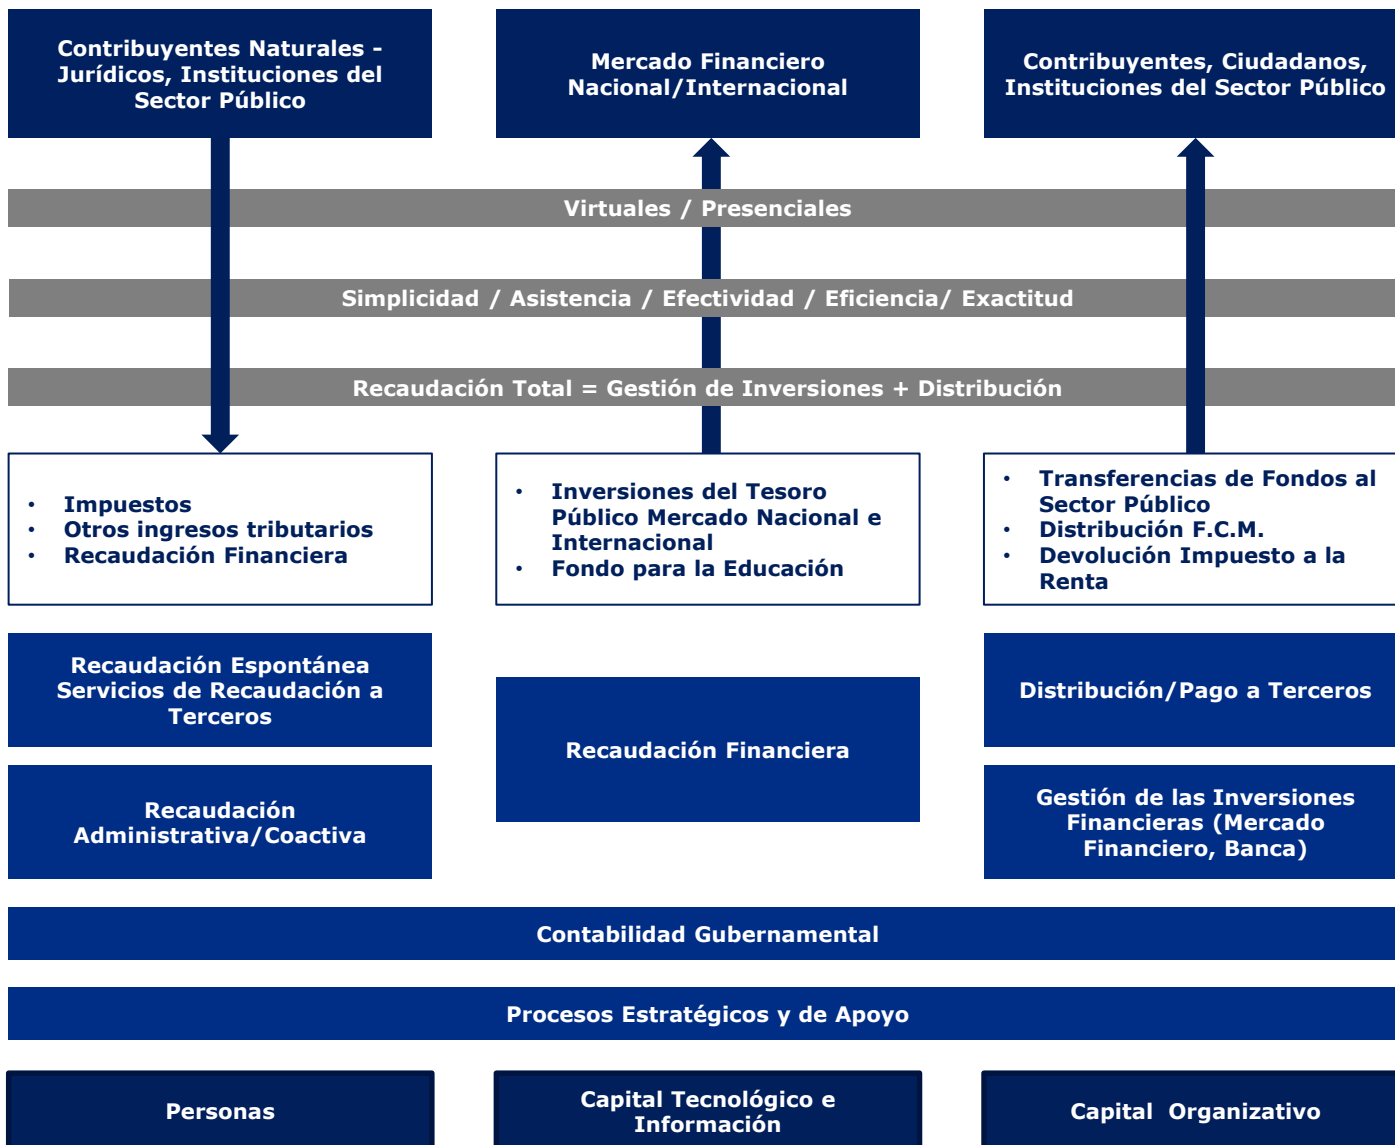 Contribuyentes Naturales -
Jurídicos, Instituciones del
Sector Público
Mercado Financiero
Nacional/Internacional
Contribuyentes, Ciudadanos,
Instituciones del Sector Público
Virtuales / Presenciales
Simplicidad / Asistencia / Efectividad / Eficiencia/ Exactitud
Recaudación Total = Gestión de Inversiones + Distribución
• Impuestos
• Otros ingresos tributarios
• Recaudación Financiera
• Inversiones del Tesoro
Público Mercado Nacional e
Internacional
• Fondo para la Educación
• Transferencias de Fondos al
Sector Público
• Distribución F.C.M.
• Devolución Impuesto a la
Renta
Recaudación Espontánea
Servicios de Recaudación a
Terceros
Recaudación Financiera
Distribución/Pago a Terceros
Recaudación
Administrativa/Coactiva
Gestión de las Inversiones
Financieras (Mercado
Financiero, Banca)
Contabilidad Gubernamental
Procesos Estratégicos y de Apoyo
Personas
Capital Tecnológico e
Información
Capital Organizativo